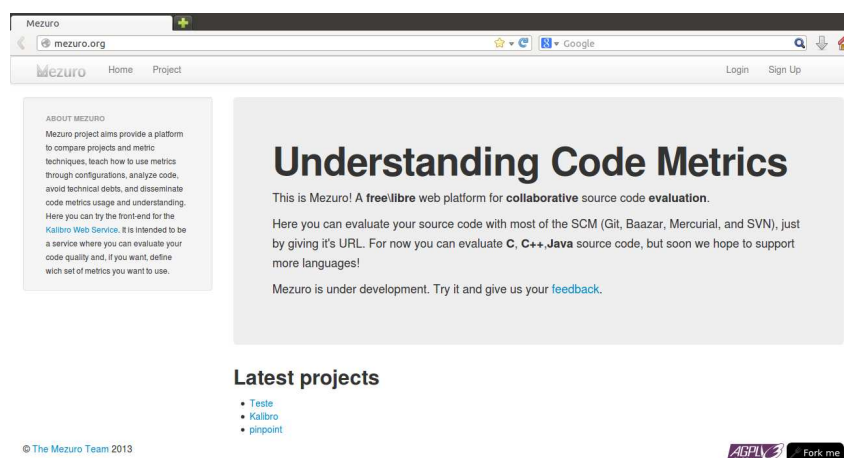 Mezuro
mezuro.org
Google
Mezuro Home Project Login Sign Up
ABOUT MEZURO
Mezuro project aims provide a platform
to compare projects and metric
techniques, teach how to use metrics
through configurations, analyze code,
avoid technical debts, and disseminate
code metrics usage and understanding.
Here you can try the front-end for the
Kalibro Web Service. It is intended to be
a service where you can evaluate your
code quality and, if you want, define
wich set of metrics you want to use.
Understanding Code Metrics
This is Mezuro! A free\libre web platform for collaborative source code evaluation.
Here you can evaluate your source code with most of the SCM (Git, Baazar, Mercurial, and SVN), just
by giving it's URL. For now you can evaluate C, C++,Java source code, but soon we hope to support
more languages!
Mezuro is under development. Try it and give us your feedback.
Latest projects
• Teste
• Kalibro
• pinpoint
© The Mezuro Team 2013
AGPLV3 Fork me